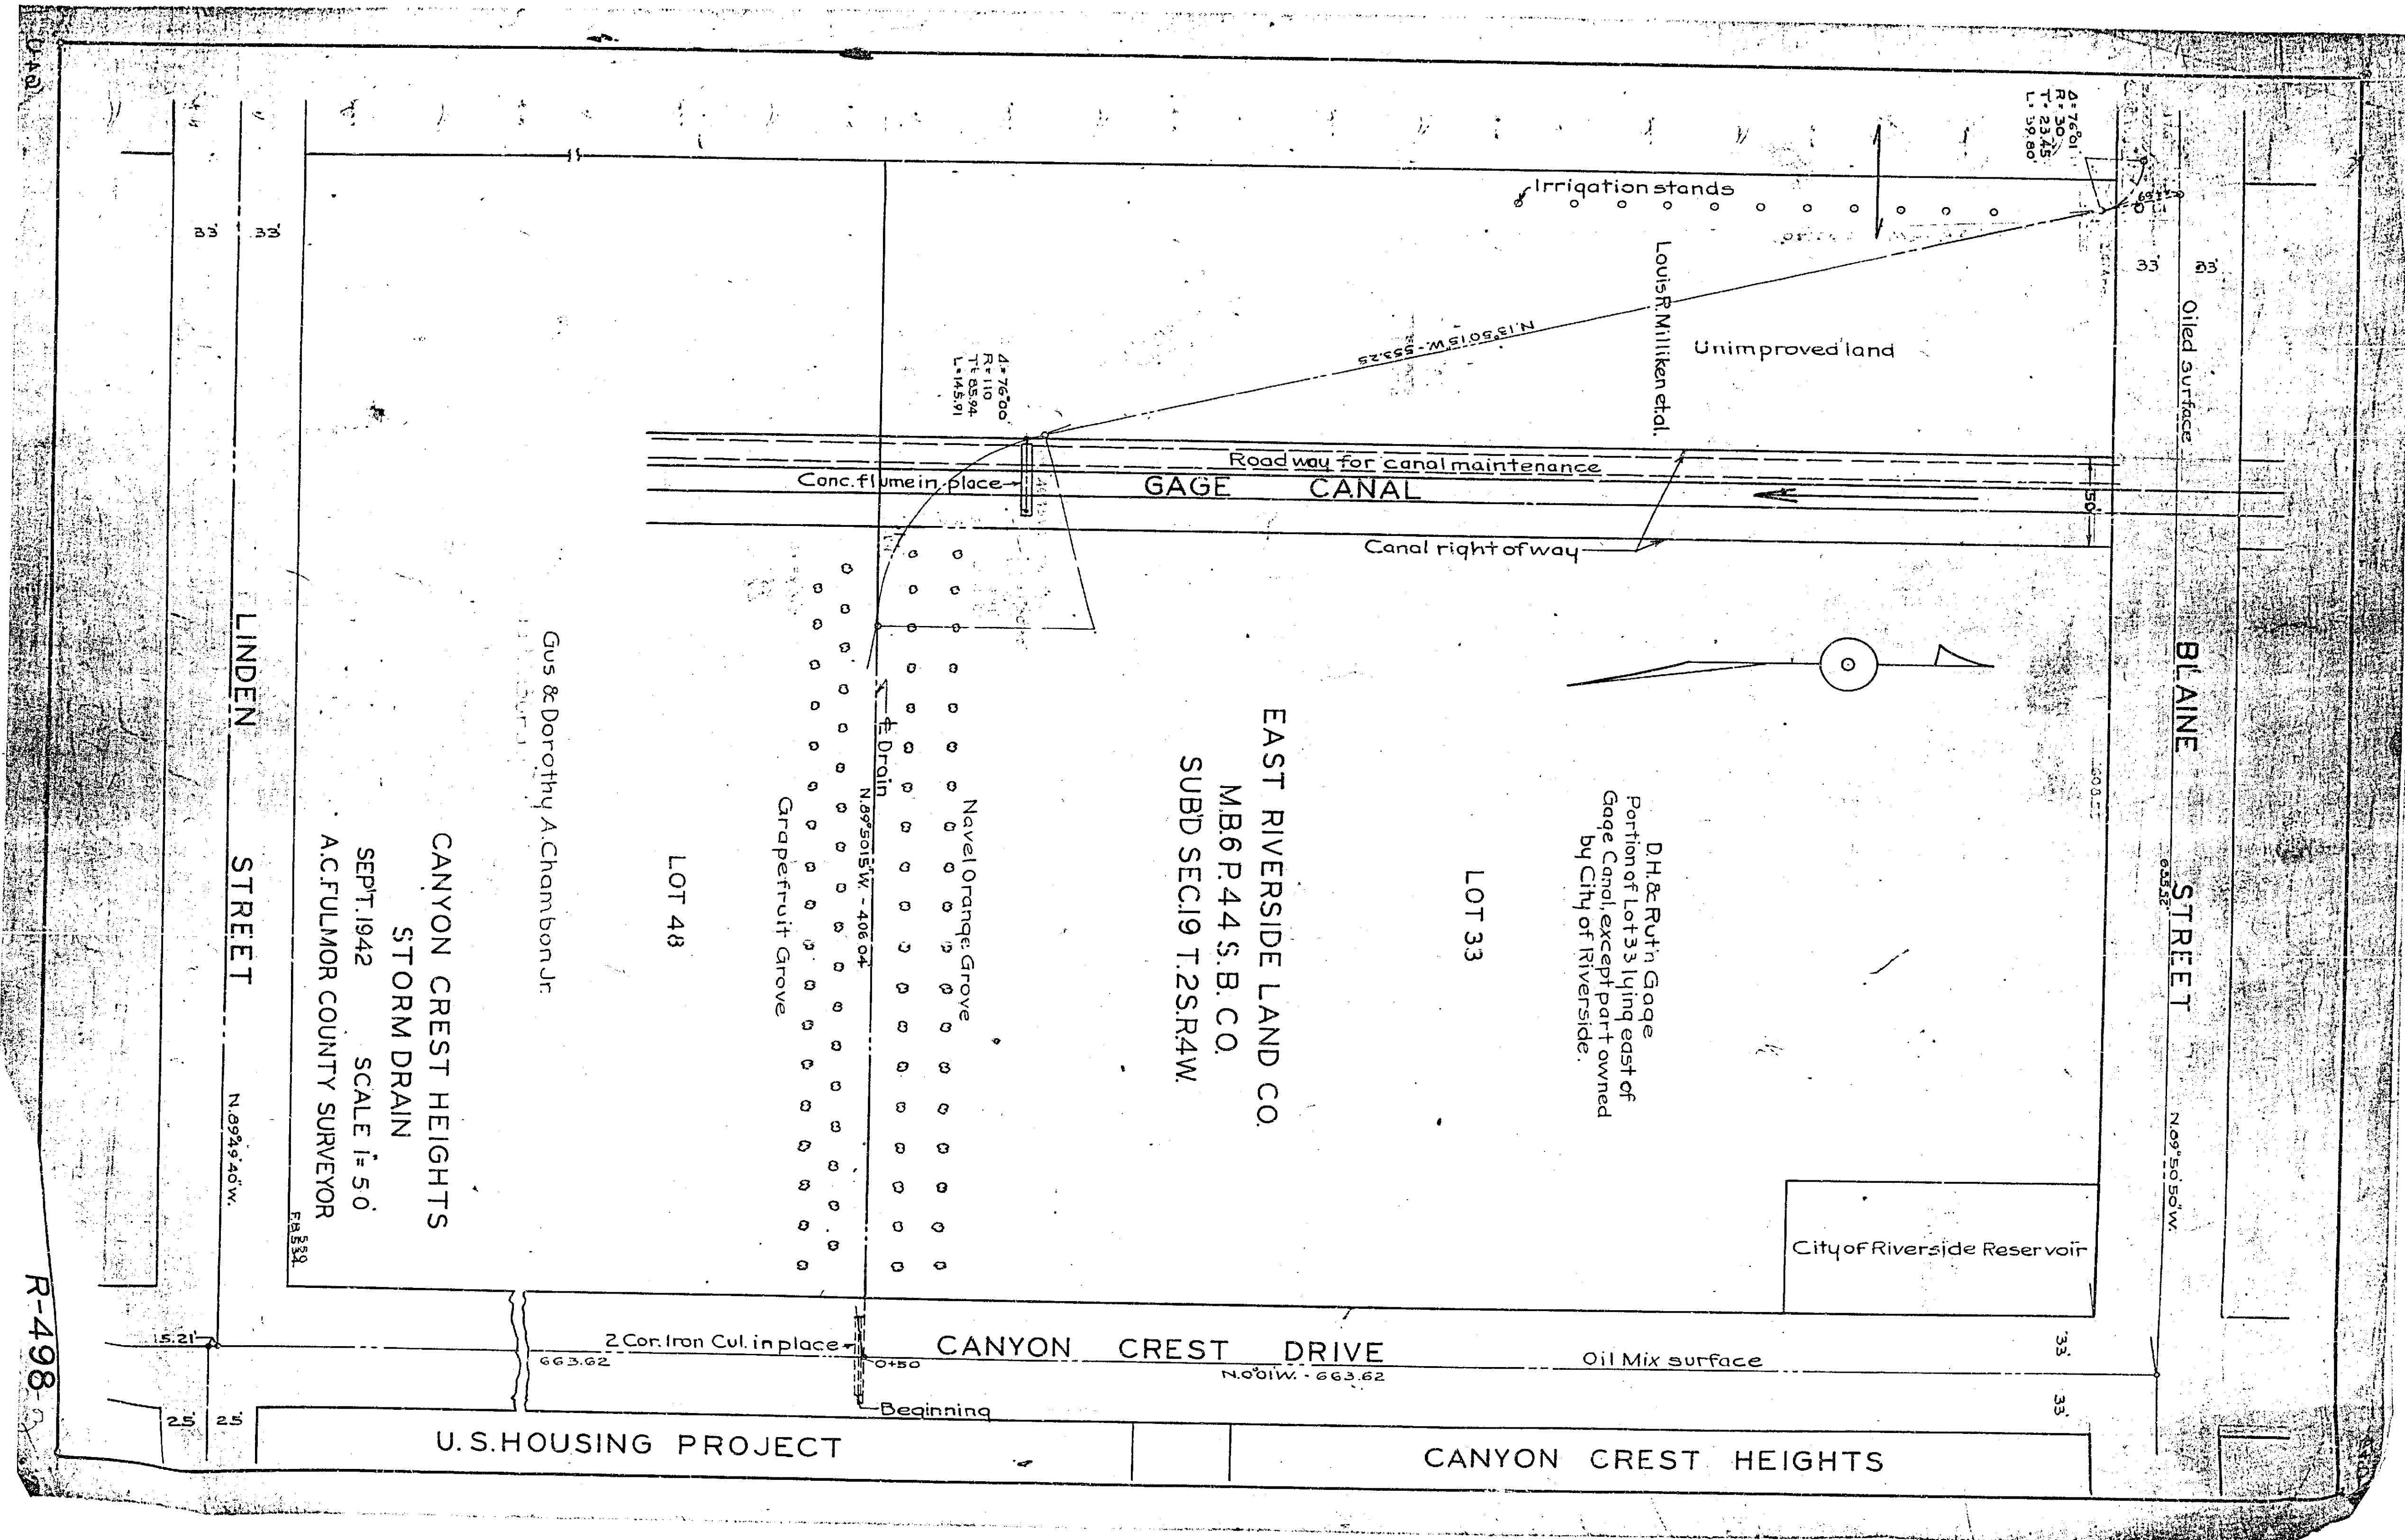 CANYON CREST HEIGHTS
STORM DRAIN
SEPT. 1942 SCALE 1"=50'
A.C. FULMOR COUNTY SURVEYOR
F.B. 559
R-498
LINDEN STREET
N.89°49'40"W.
33' 33'
Gus & Dorothy A. Chambon Jr.
LOT 48
Grapefruit Grove
N.89°50'15"W. - 406.04
℄ Drain
Navel Orange Grove
EAST RIVERSIDE LAND CO.
M.B.6 P.44 S.B. CO.
SUB'D SEC.19 T.2S.R.4W.
LOT 33
D.H. & Ruth Gage
Portion of Lot 33 lying east of
Gage Canal, except part owned
by City of Riverside.
Δ=76°00'
R=110
T=85.94
L=145.91
Conc. flume in place
Roadway for canal maintenance
GAGE CANAL
Canal right of way
50'
N.13°50'15"W. - 553.25
Irrigation stands
Louis R. Milliken et al.
Unimproved land
Δ=76°01'
R=30'
T=23.45'
L=39.80'
33' 33'
Oiled surface
BLAINE STREET
635.52'
N.89°50'50"W.
City of Riverside Reservoir
15.21'
663.62
2 Cor. Iron Cul. in place
0+50
Beginning
CANYON CREST DRIVE
N.0°01'W. - 663.62
Oil Mix surface
33'
33'
25' 25'
U.S. HOUSING PROJECT
CANYON CREST HEIGHTS